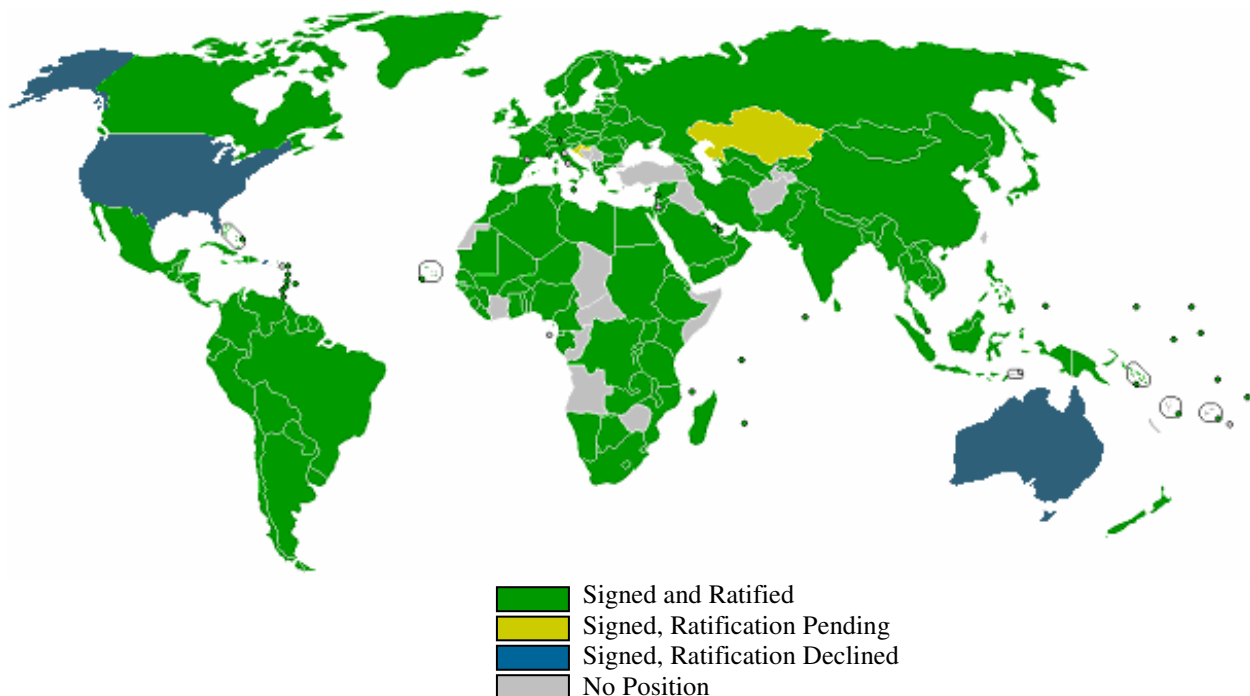 Signed and Ratified
Signed, Ratification Pending
Signed, Ratification Declined
No Position